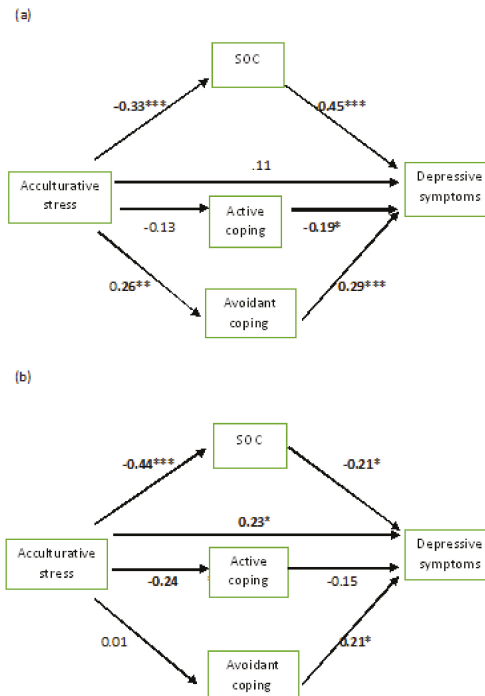 (a)
SOC
-0.33***
-0.45***
.11
Acculturative
stress
Depressive
symptoms
Active
coping
-0.13
-0.19*
0.26**
0.29***
Avoidant
coping
(b)
SOC
-0.44***
-0.21*
0.23*
Acculturative
stress
Depressive
symptoms
Active
coping
-0.24
-0.15
0.01
0.21*
Avoidant
coping